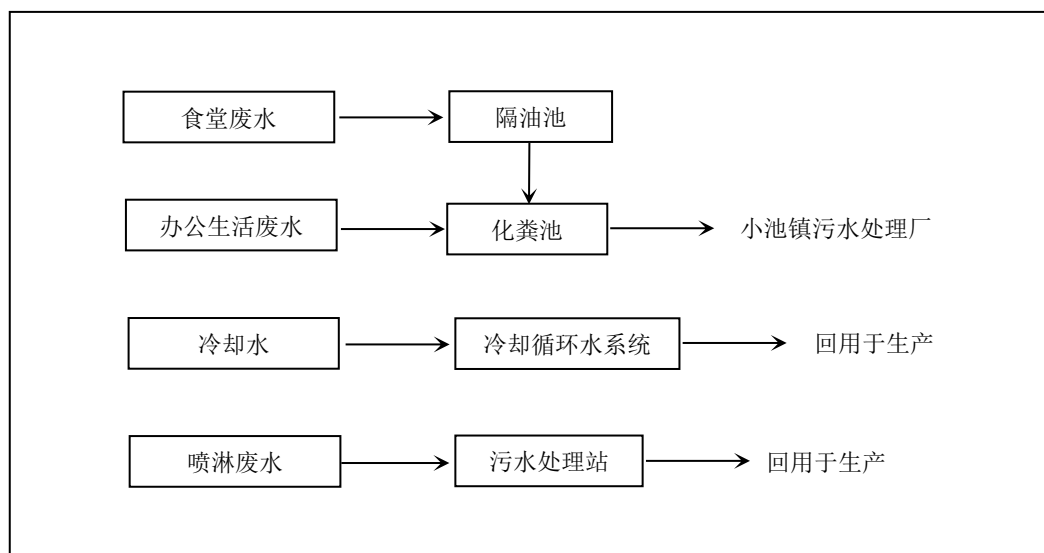 食堂废水
隔油池
办公生活废水
化粪池
小池镇污水处理厂
冷却水
冷却循环水系统
回用于生产
喷淋废水
污水处理站
回用于生产